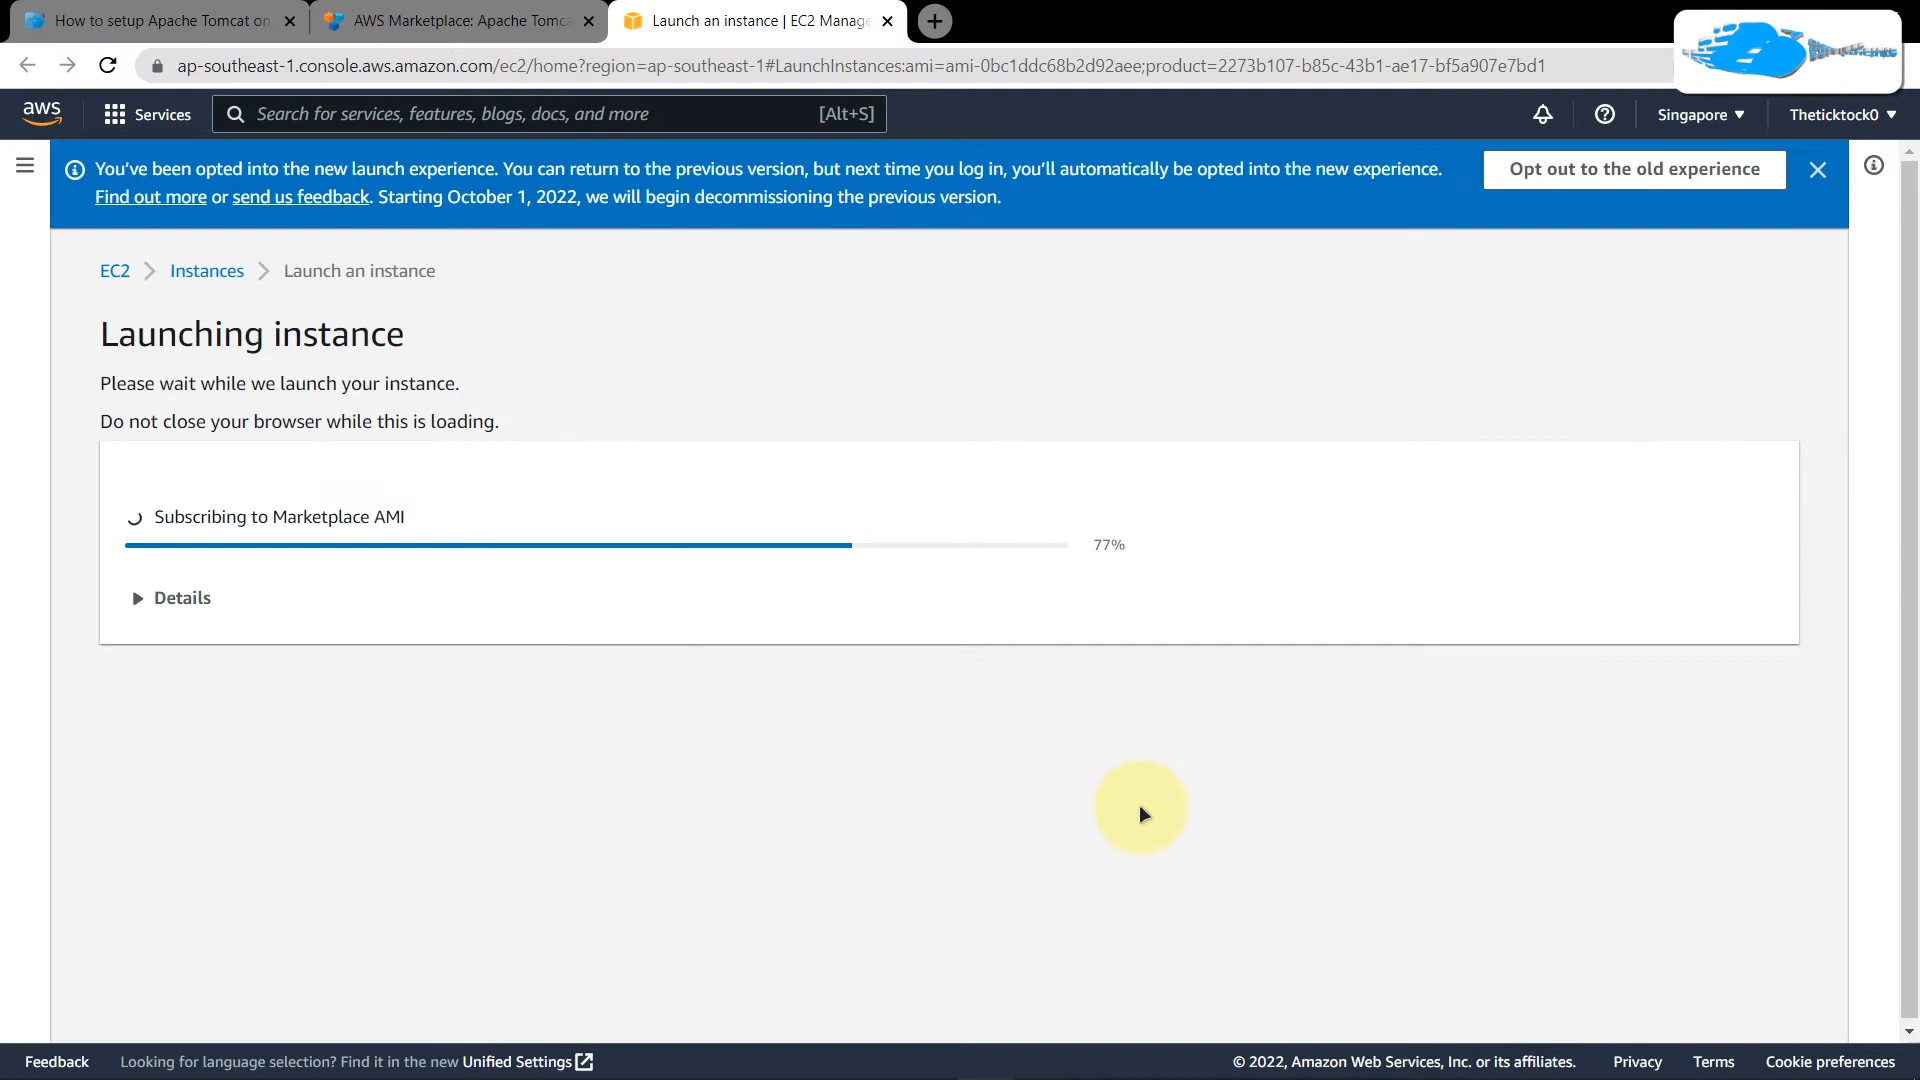 How to setup Apache Tomcat on
AWS Marketplace: Apache Tomca
Launch an instance | EC2 Manage
ap-southeast-1.console.aws.amazon.com/ec2/home?region=ap-southeast-1#LaunchInstances:ami=ami-0bc1ddc68b2d92aee;product=2273b107-b85c-43b1-ae17-bf5a907e7bd1
aws Services Search for services, features, blogs, docs, and more [Alt+S] Singapore Theticktock0
You've been opted into the new launch experience. You can return to the previous version, but next time you log in, you'll automatically be opted into the new experience.
Find out more or send us feedback. Starting October 1, 2022, we will begin decommissioning the previous version.
Opt out to the old experience
EC2 Instances Launch an instance
Launching instance
Please wait while we launch your instance.
Do not close your browser while this is loading.
Subscribing to Marketplace AMI
77%
Details
Feedback Looking for language selection? Find it in the new Unified Settings © 2022, Amazon Web Services, Inc. or its affiliates. Privacy Terms Cookie preferences